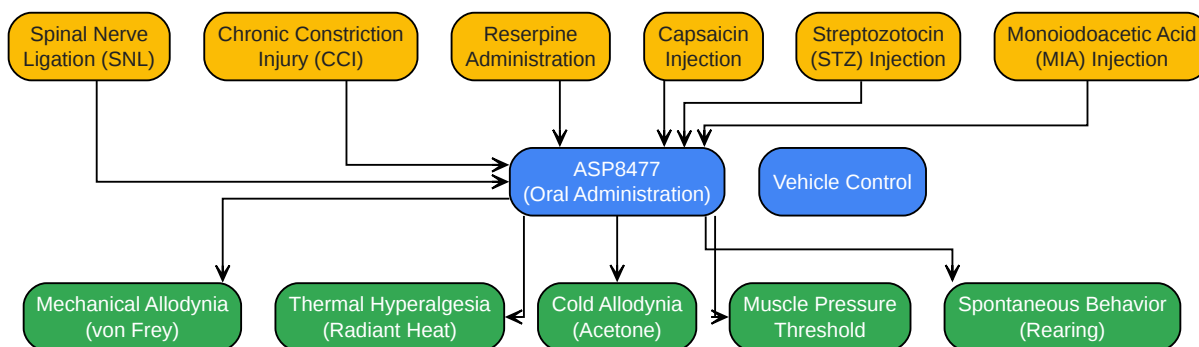 Spinal Nerve
Ligation (SNL)
Chronic Constriction
Injury (CCI)
Reserpine
Administration
Capsaicin
Injection
Streptozotocin
(STZ) Injection
Monoiodoacetic Acid
(MIA) Injection
ASP8477
(Oral Administration)
Vehicle Control
Mechanical Allodynia
(von Frey)
Thermal Hyperalgesia
(Radiant Heat)
Cold Allodynia
(Acetone)
Muscle Pressure
Threshold
Spontaneous Behavior
(Rearing)